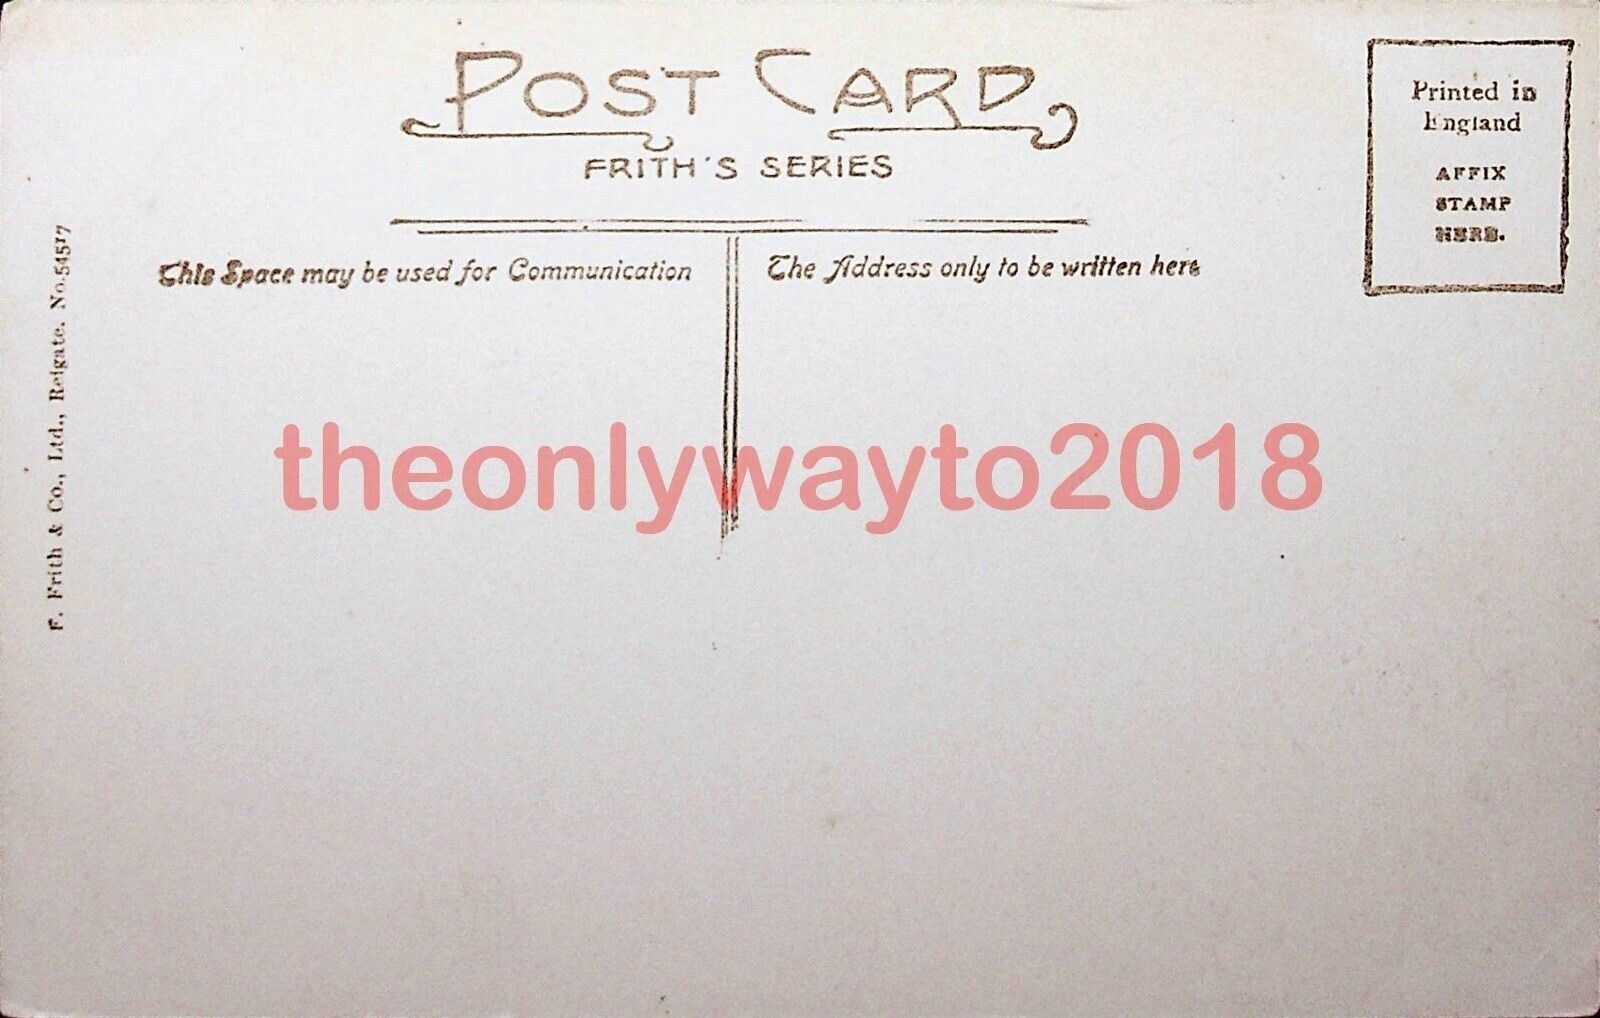 POST CARD
FRITH'S SERIES
Printed in
England
AFFIX
STAMP
HERE.
This Space may be used for Communication
The Address only to be written here
F. Frith & Co., Ltd., Reigate. No. 54517
theonlywayto2018